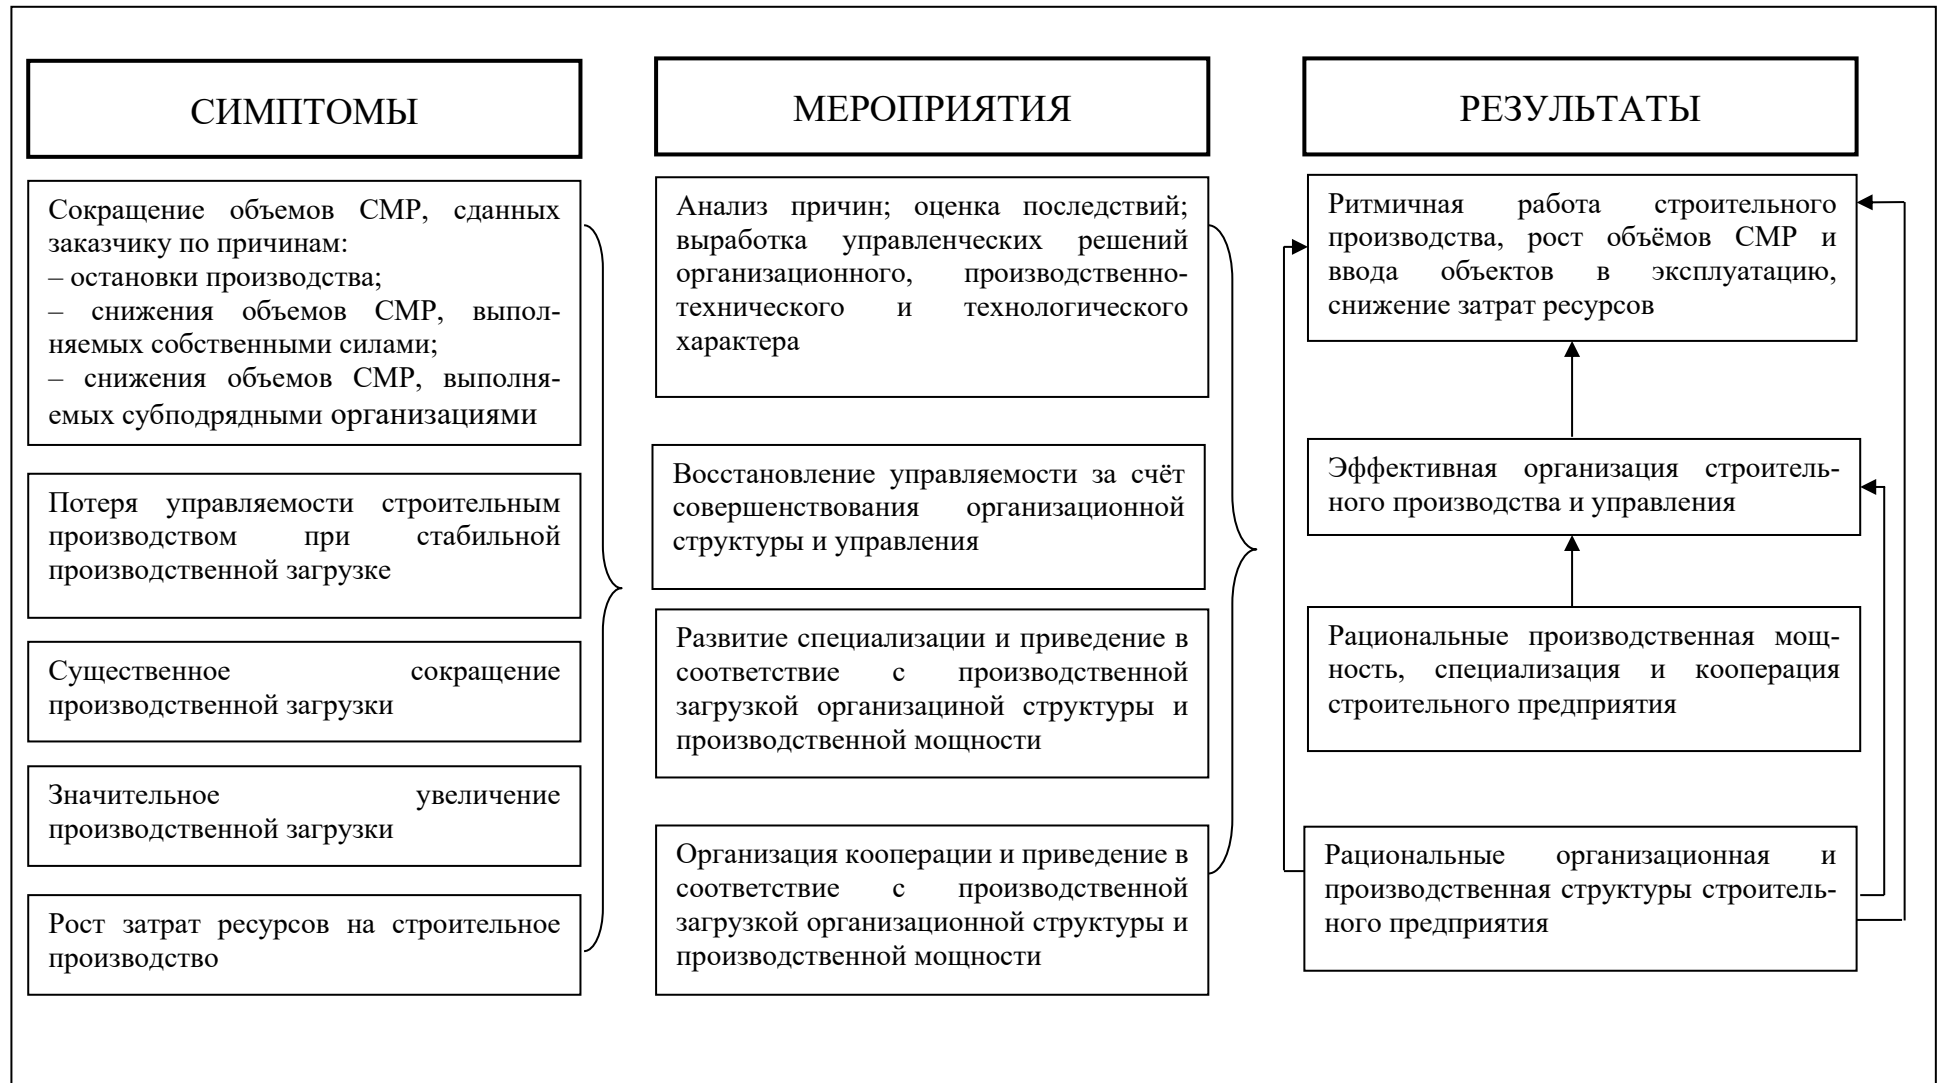 СИМПТОМЫ
Сокращение объемов СМР, сданных
заказчику по причинам:
– остановки производства;
– снижения объемов СМР, выпол-
няемых собственными силами;
– снижения объемов СМР, выполня-
емых субподрядными организациями
Потеря управляемости строительным
производством при стабильной
производственной загрузке
Существенное сокращение
производственной загрузки
Значительное увеличение
производственной загрузки
Рост затрат ресурсов на строительное
производство
МЕРОПРИЯТИЯ
Анализ причин; оценка последствий;
выработка управленческих решений
организационного, производственно-
технического и технологического
характера
Восстановление управляемости за счёт
совершенствования организационной
структуры и управления
Развитие специализации и приведение в
соответствие с производственной
загрузкой организациной структуры и
производственной мощности
Организация кооперации и приведение в
соответствие с производственной
загрузкой организационной структуры и
производственной мощности
РЕЗУЛЬТАТЫ
Ритмичная работа строительного
производства, рост объёмов СМР и
ввода объектов в эксплуатацию,
снижение затрат ресурсов
Эффективная организация строитель-
ного производства и управления
Рациональные производственная мощ-
ность, специализация и кооперация
строительного предприятия
Рациональные организационная и
производственная структуры строитель-
ного предприятия